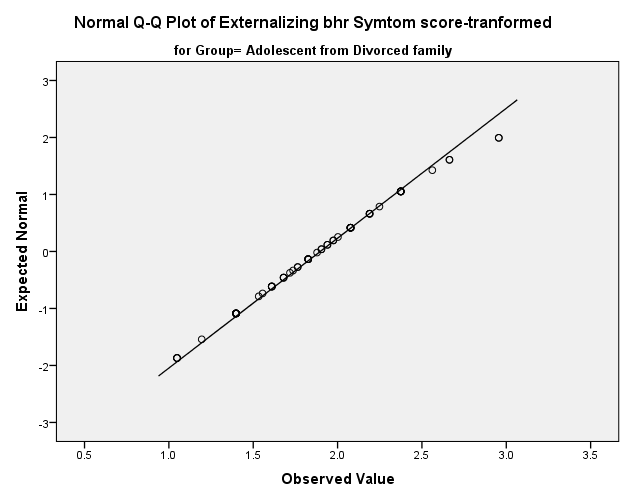 Normal Q-Q Plot of Externalizing bhr Symtom score-tranformed
for Group= Adolescent from Divorced family
Expected Normal
3
2
1
0
-1
-2
-3
0.5 1.0 1.5 2.0 2.5 3.0 3.5
Observed Value